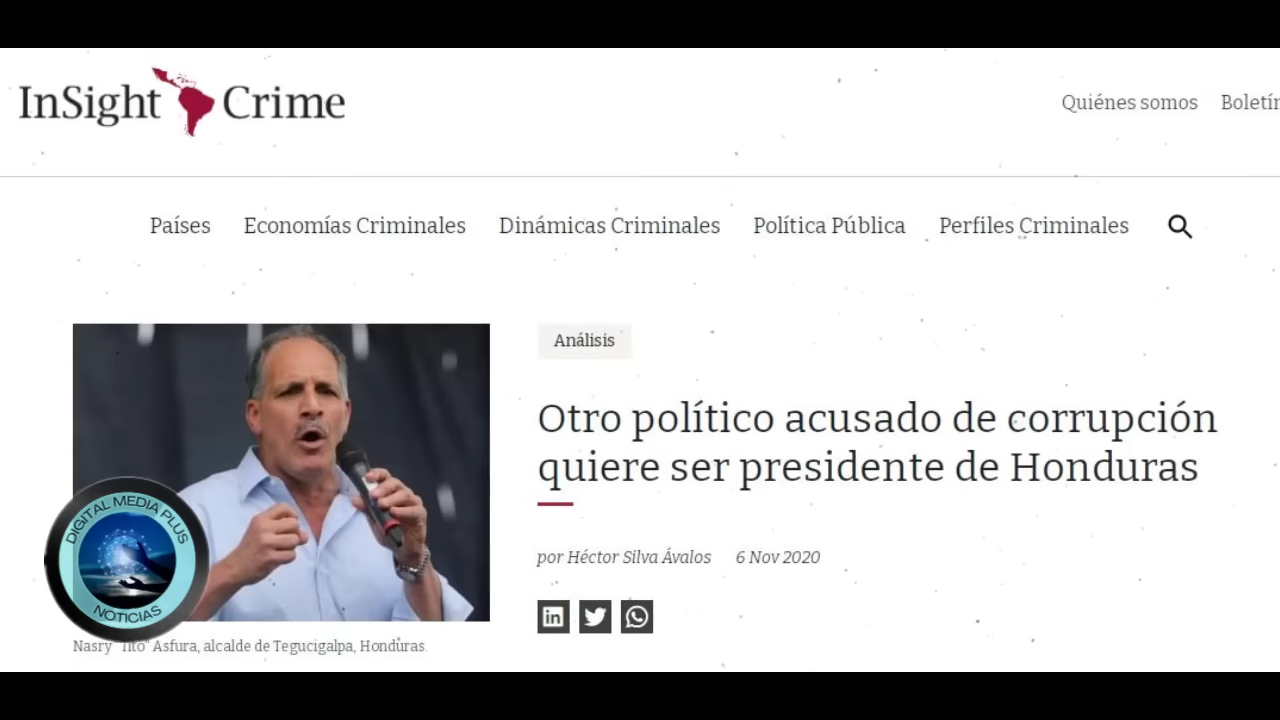 InSight Crime
Quiénes somos Boletín
Países Economías Criminales Dinámicas Criminales Política Pública Perfiles Criminales
Análisis
Otro político acusado de corrupción
quiere ser presidente de Honduras
por Héctor Silva Ávalos 6 Nov 2020
DIGITAL MEDIA PLUS
NOTICIAS
Nasry "Tito" Asfura, alcalde de Tegucigalpa, Honduras.